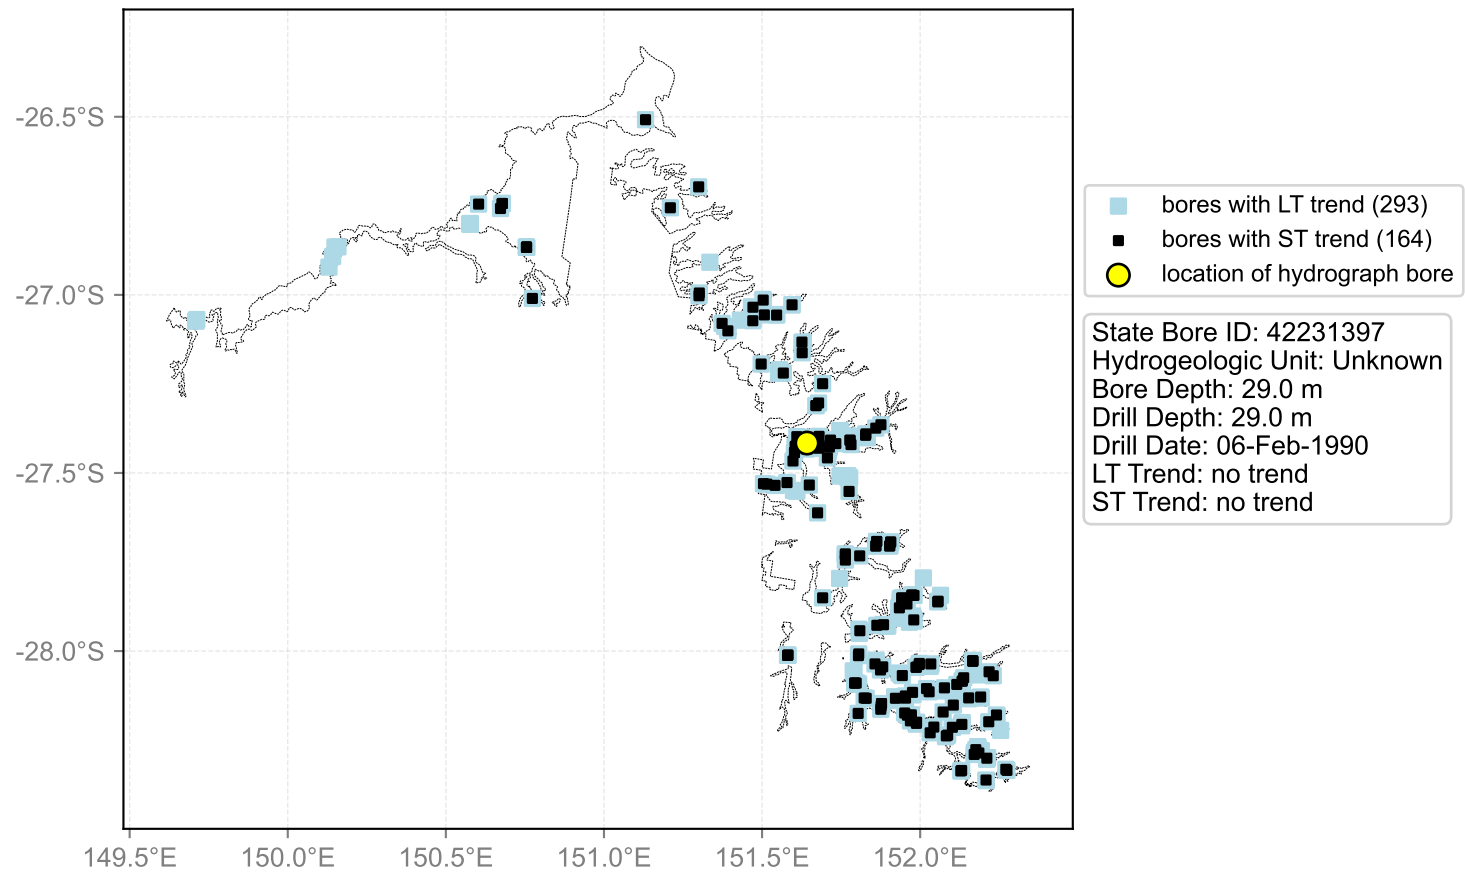 -26.5°S
-27.0°S
-27.5°S
-28.0°S
149.5°E 150.0°E 150.5°E 151.0°E 151.5°E 152.0°E
bores with LT trend (293)
bores with ST trend (164)
location of hydrograph bore
State Bore ID: 42231397
Hydrogeologic Unit: Unknown
Bore Depth: 29.0 m
Drill Depth: 29.0 m
Drill Date: 06-Feb-1990
LT Trend: no trend
ST Trend: no trend